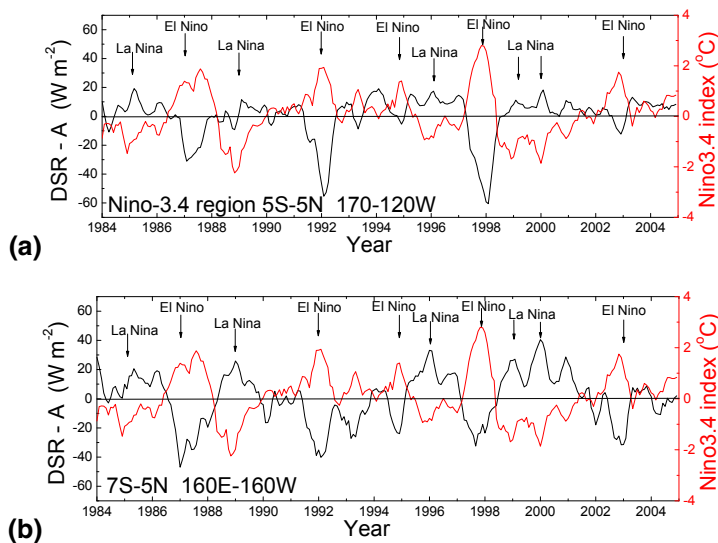 El Nino El Nino El Nino El Nino El Nino
La Nina La Nina La Nina La Nina
60
40
20
0
-20
-40
-60
DSR - A (W m-2)
4
2
0
-2
-4
Nino3.4 index (oC)
Nino-3.4 region 5S-5N 170-120W
1984 1986 1988 1990 1992 1994 1996 1998 2000 2002 2004
Year
(a)
El Nino El Nino El Nino El Nino El Nino
La Nina La Nina La Nina La Nina
60
40
20
0
-20
-40
-60
DSR - A (W m-2)
4
2
0
-2
-4
Nino3.4 index (oC)
7S-5N 160E-160W
1984 1986 1988 1990 1992 1994 1996 1998 2000 2002 2004
Year
(b)